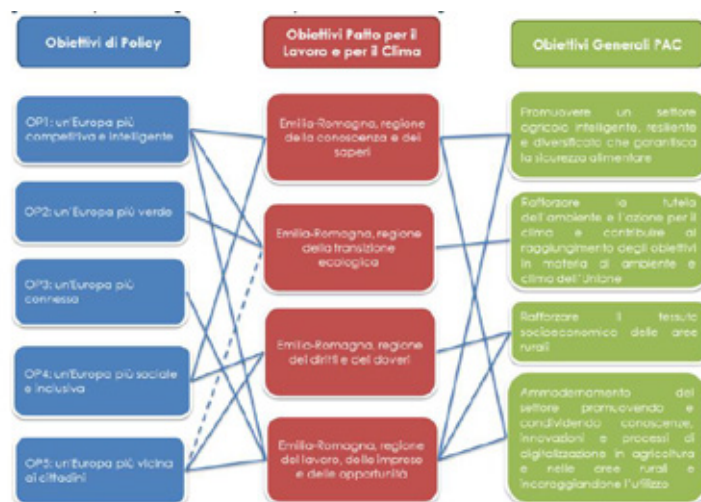 Obiettivi di Policy
Obiettivi Patto per il
Lavoro e per il Clima
Obiettivi Generali PAC
OP1: un'Europa più
competitiva e intelligente
OP2: un'Europa più verde
OP3: un'Europa più
connessa
OP4: un'Europa più sociale
e inclusiva
OP5: un'Europa più vicina
ai cittadini
Emilia-Romagna, regione
della conoscenza e dei
saperi
Emilia-Romagna, regione
della transizione
ecologica
Emilia-Romagna, regione
dei diritti e dei doveri
Emilia-Romagna, regione
del lavoro, delle imprese
e delle opportunità
Promuovere un settore
agricolo intelligente, resiliente
e diversificato che garantisca
la sicurezza alimentare
Rafforzare la tutela
dell'ambiente e l'azione per il
clima e contribuire al
raggiungimento degli obiettivi
in materia di ambiente e
clima dell'Unione
Rafforzare il tessuto
socioeconomico delle aree
rurali
Ammodernamento del
settore promuovendo e
condividendo conoscenze,
innovazioni e processi di
digitalizzazione in agricoltura
e nelle aree rurali e
incoraggiandone l'utilizzo